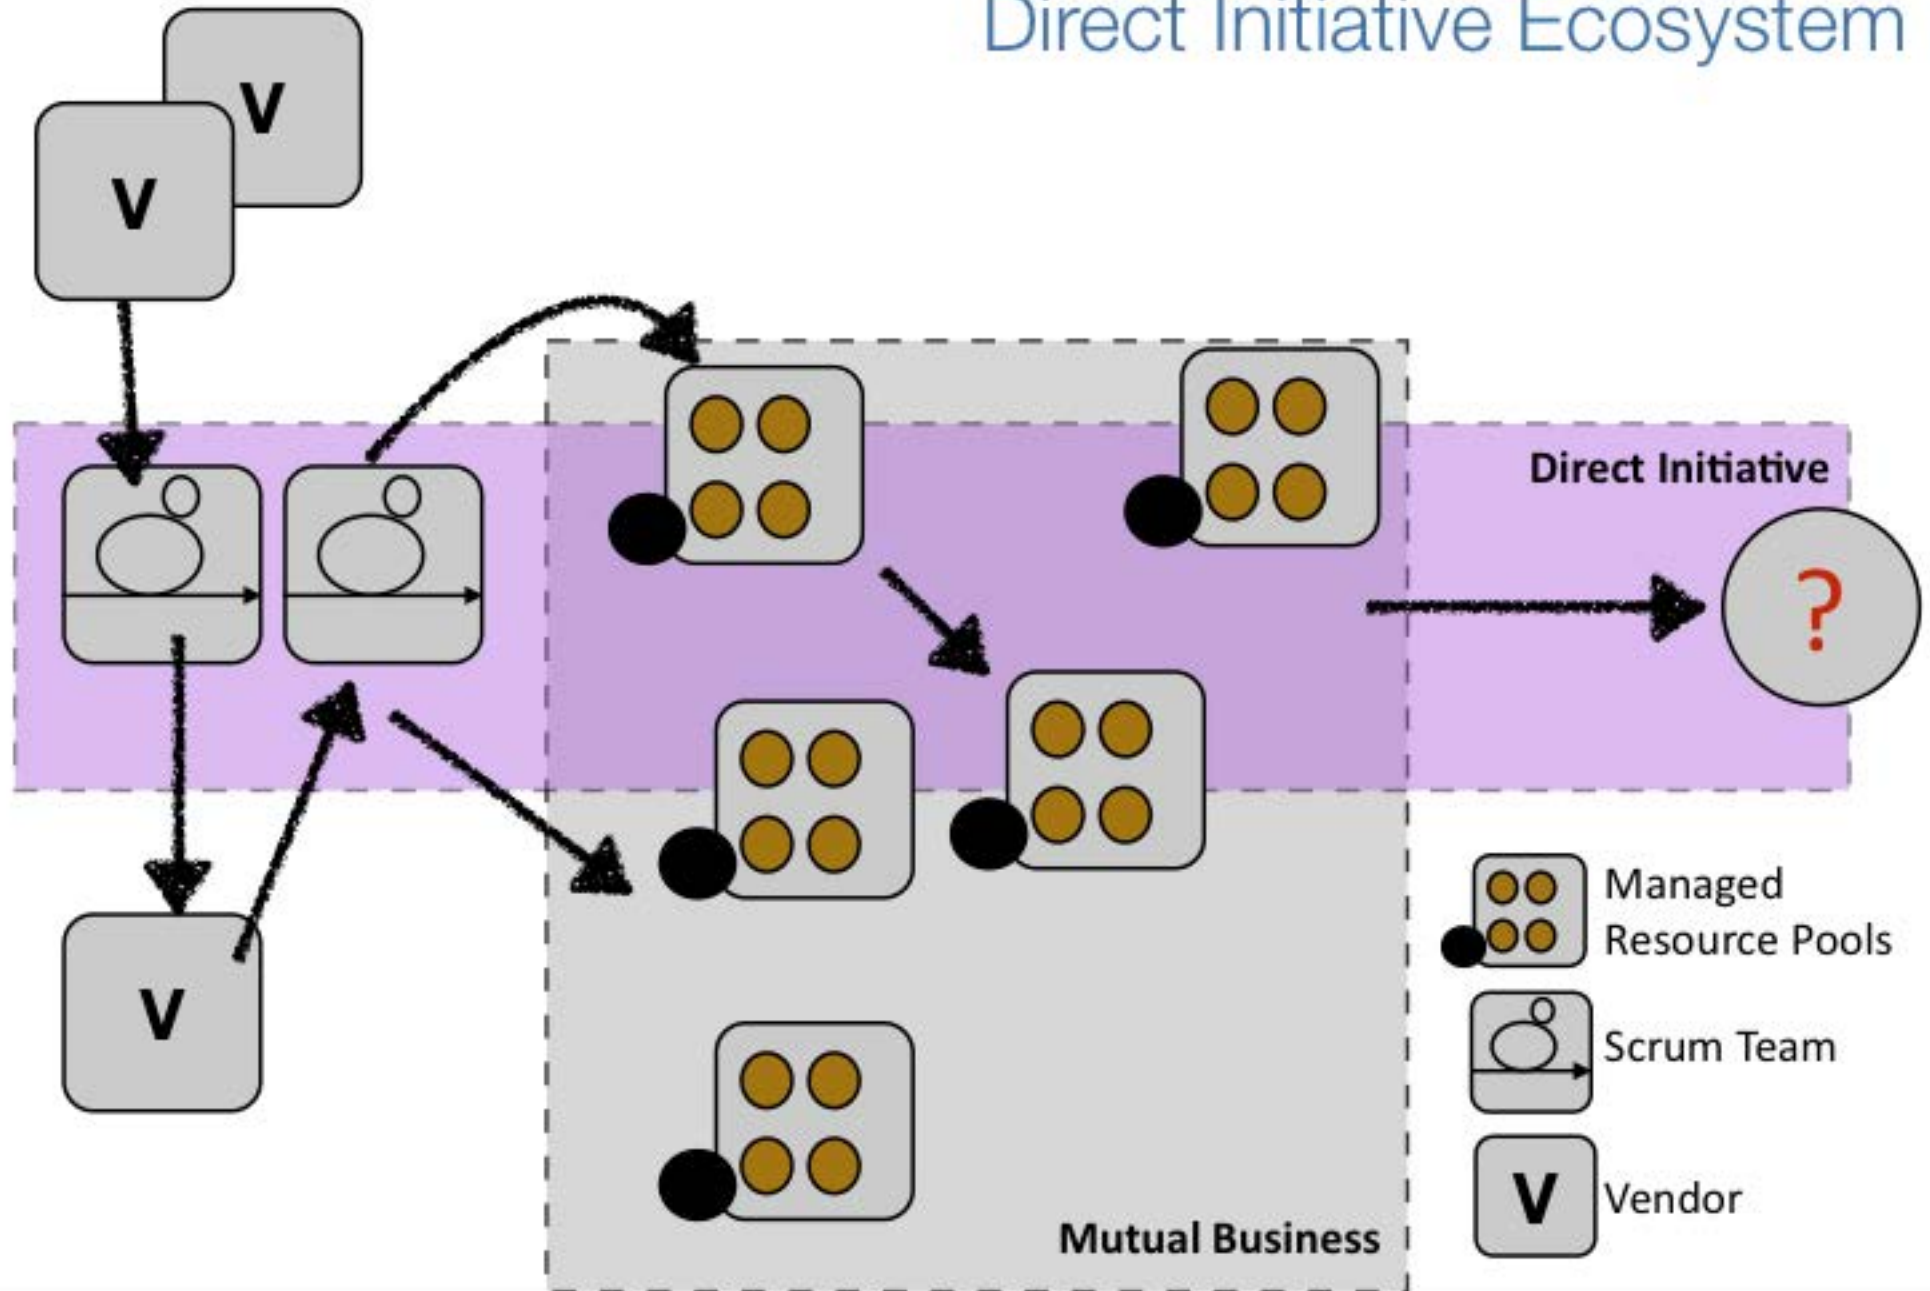 Direct Initiative Ecosystem
V
V
Direct Initiative
?
V
Managed
Resource Pools
Scrum Team
V
Vendor
Mutual Business